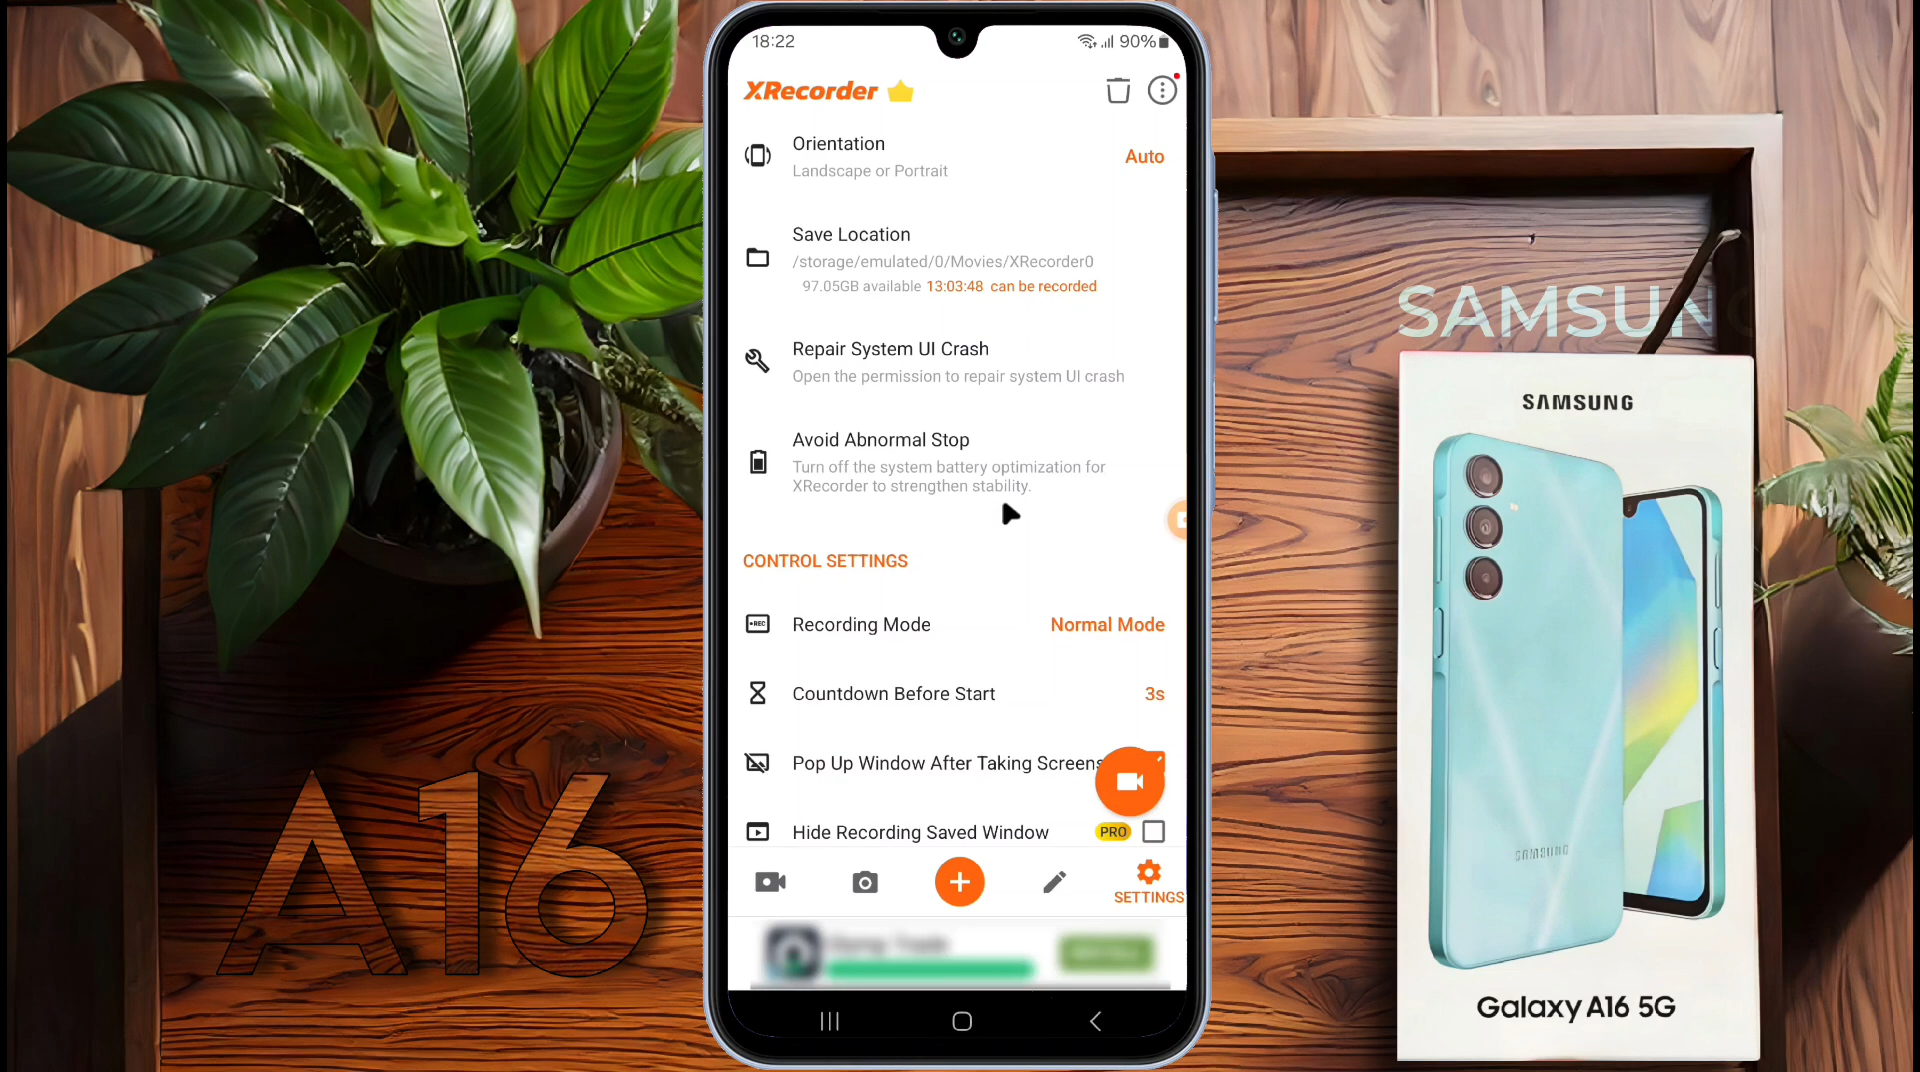 18:22
90%
XRecorder
Orientation
Landscape or Portrait
Auto
Save Location
/storage/emulated/0/Movies/XRecorder0
97.05GB available 13:03:48 can be recorded
Repair System UI Crash
Open the permission to repair system UI crash
Avoid Abnormal Stop
Turn off the system battery optimization for
XRecorder to strengthen stability.
CONTROL SETTINGS
Recording Mode
Normal Mode
REC
Countdown Before Start
3s
Pop Up Window After Taking Screens
Hide Recording Saved Window
PRO
SETTINGS
A16
SAMSUNG
SAMSUNG
SAMSUNG
Galaxy A16 5G